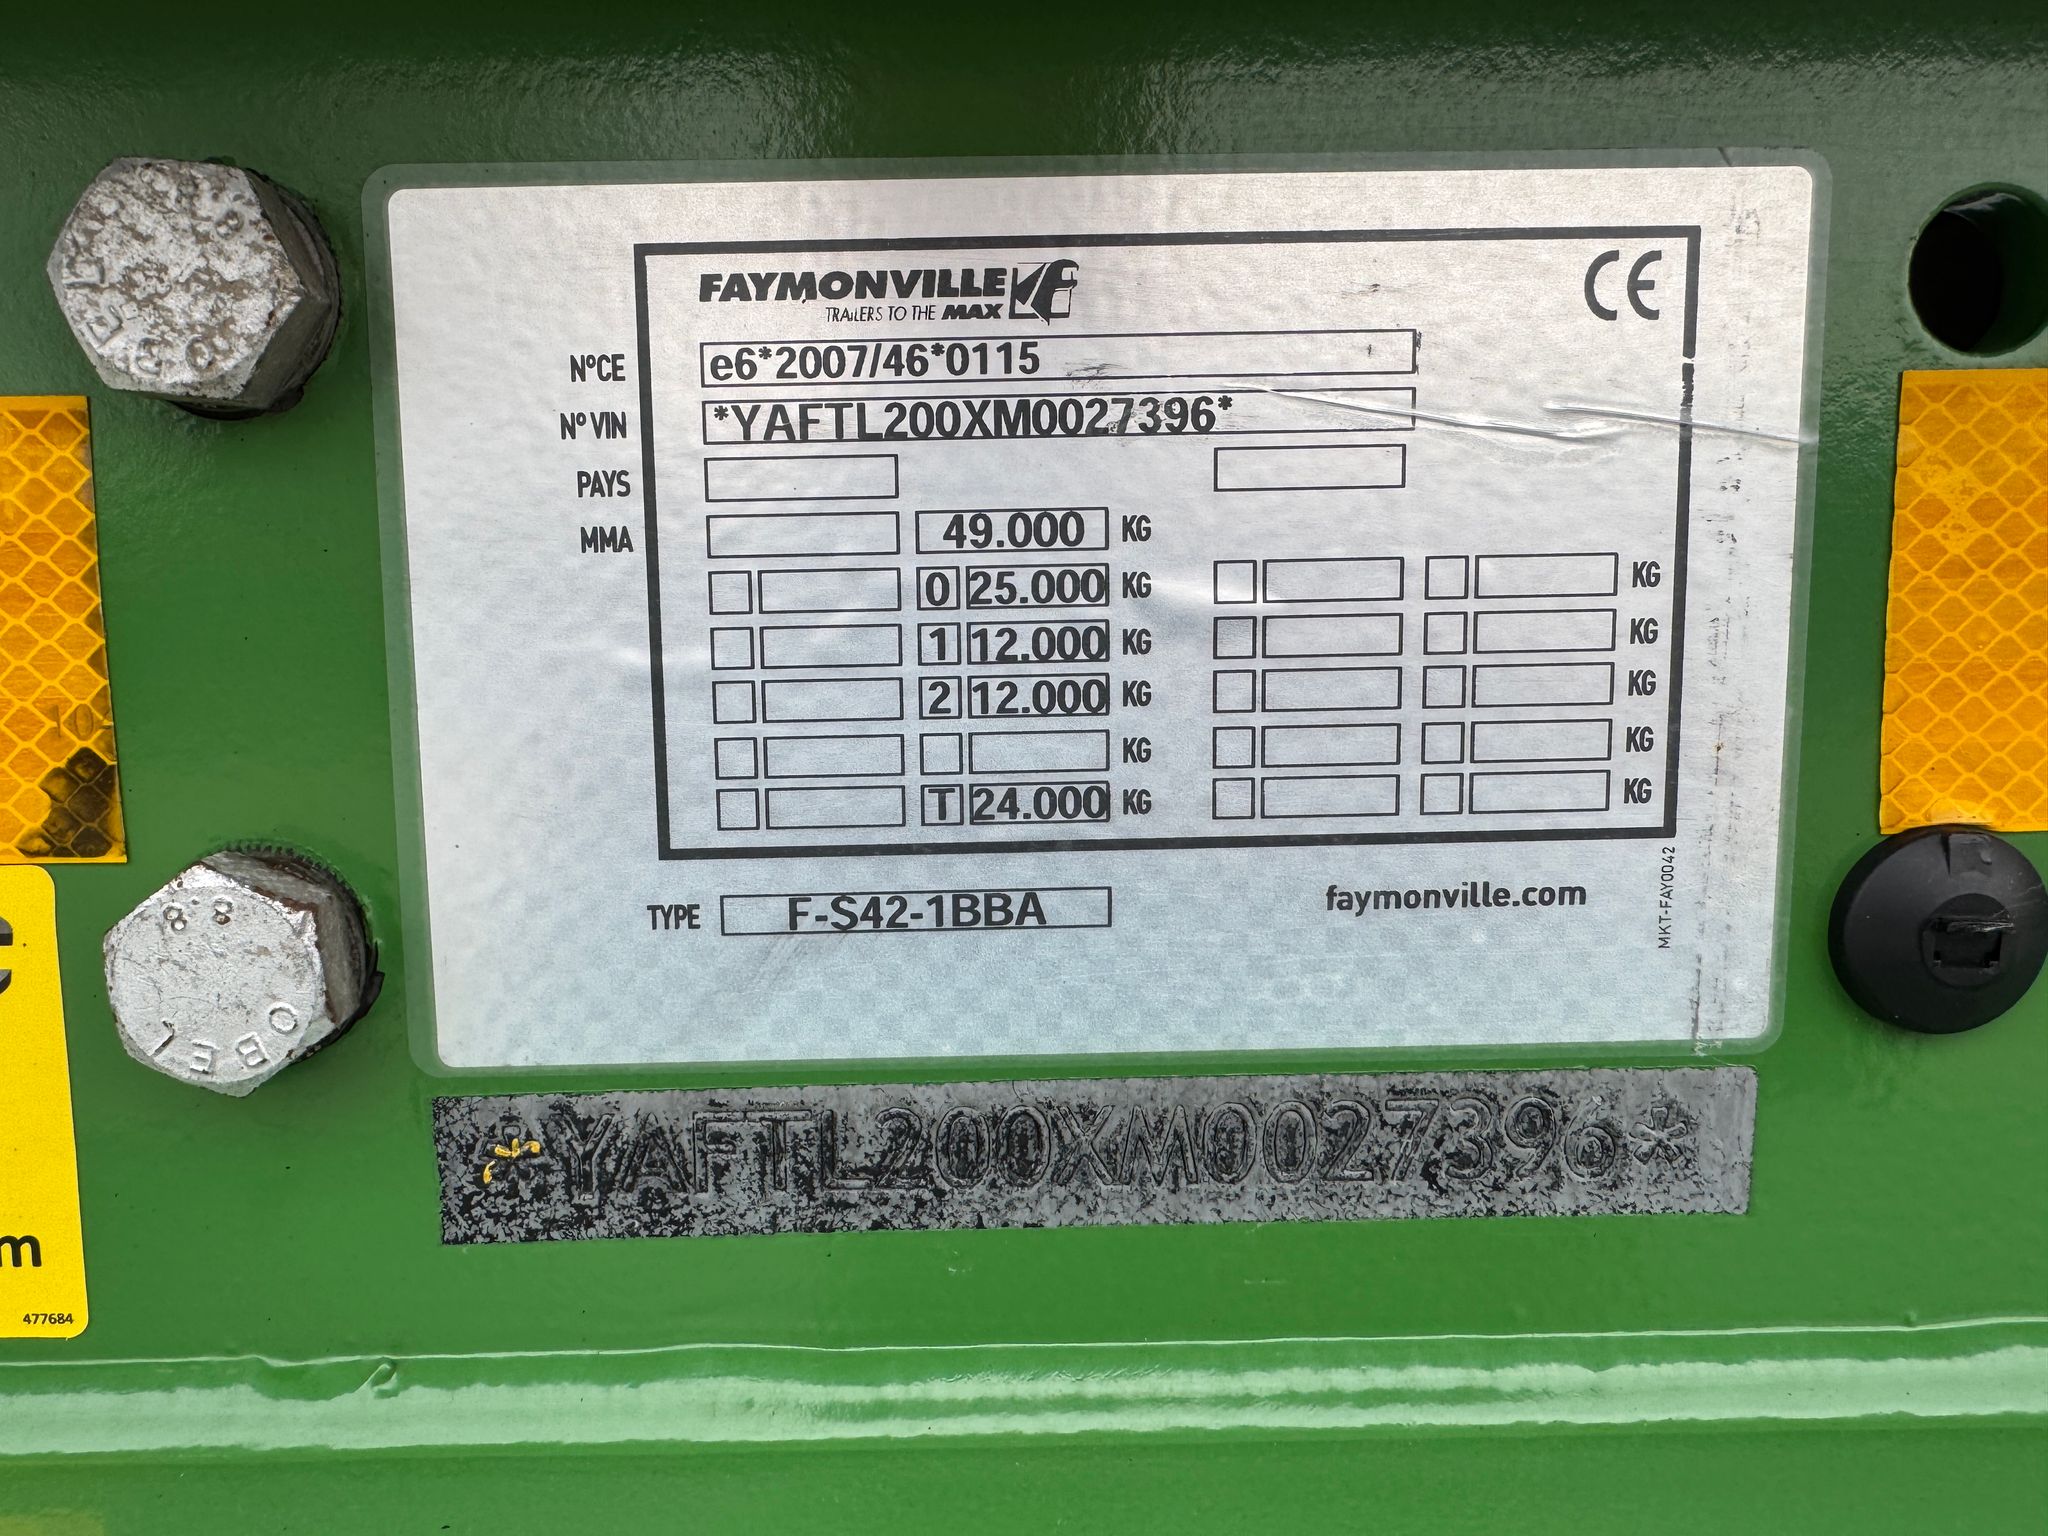 FAYMONVILLE
TRAILERS TO THE MAX
CE
N°CE e6*2007/46*0115
N° VIN *YAFTL200XM0027396*
PAYS
MMA 49.000 KG
0 25.000 KG KG
1 12.000 KG KG
2 12.000 KG KG
KG KG
T 24.000 KG KG
TYPE F-S42-1BBA
faymonville.com
MKT-FAY0042
*YAFTL200XM0027396*
8.8
OBEL
8.8
10
m
477684